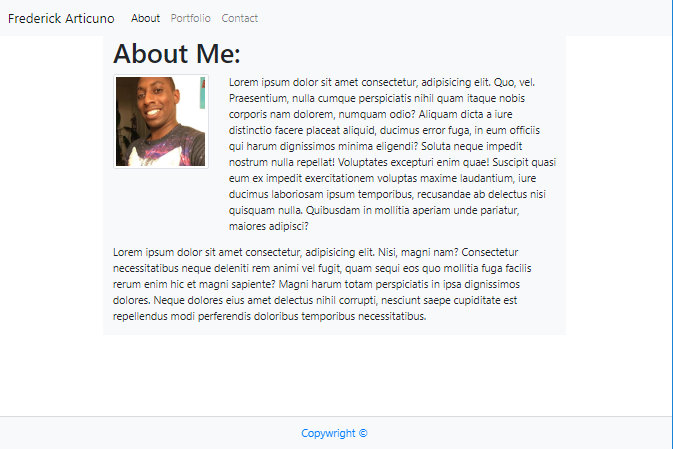 Frederick Articuno About Portfolio Contact
About Me:
Lorem ipsum dolor sit amet consectetur, adipisicing elit. Quo, vel.
Praesentium, nulla cumque perspiciatis nihil quam itaque nobis
corporis nam dolorem, numquam odio? Aliquam dicta a iure
distinctio facere placeat aliquid, ducimus error fuga, in eum officiis
qui harum dignissimos minima eligendi? Soluta neque impedit
nostrum nulla repellat! Voluptates excepturi enim quae! Suscipit quasi
eum ex impedit exercitationem voluptas maxime laudantium, iure
ducimus laboriosam ipsum temporibus, recusandae ab delectus nisi
quisquam nulla. Quibusdam in mollitia aperiam unde pariatur,
maiores adipisci?
Lorem ipsum dolor sit amet consectetur, adipisicing elit. Nisi, magni nam? Consectetur
necessitatibus neque deleniti rem animi vel fugit, quam sequi eos quo mollitia fuga facilis
rerum enim hic et magni sapiente? Magni harum totam perspiciatis in ipsa dignissimos
dolores. Neque dolores eius amet delectus nihil corrupti, nesciunt saepe cupiditate est
repellendus modi perferendis doloribus temporibus necessitatibus.
Copyright ©